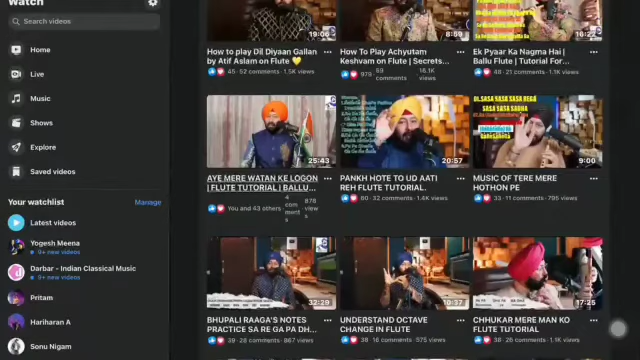 Watch
Search videos
Home
Live
Music
Shows
Explore
Saved videos
Your watchlist
Manage
Latest videos
Yogesh Meena
9+ new videos
Darbar - Indian Classical Music
9+ new videos
Pritam
Hariharan A
Sonu Nigam
19:06
8:59
10:22
How to play Dil Diyaan Gallan
by Atif Aslam on Flute 💛
45 · 52 comments · 1.5K views
How To Play Achyutam
Keshvam on Flute | Secrets...
979
comments
views
Ek Pyaar Ka Nagma Hai |
Ballu Flute | Tutorial For...
48 · 21 comments · 1.1K views
25:43
20:57
9:00
AYE MERE WATAN KE LOGON
| FLUTE TUTORIAL | BALLU...
You and 43 others
4
comment
s
878
view
s
PANKH HOTE TO UD AATI
REH FLUTE TUTORIAL.
32 comments · 1.4K views
MUSIC OF TERE MERE
HOTHON PE
33 · 11 comments · 795 views
32:29
10:37
17:25
BHUPALI RAAGA'S NOTES
PRACTICE SA RE GA PA DH...
39 · 28 comments · 867 views
UNDERSTAND OCTAVE
CHANGE IN FLUTE
38 · 16 comments · 575 views
CHHUKAR MERE MAN KO
FLUTE TUTORIAL
38 · 26 comments · 1.1K views